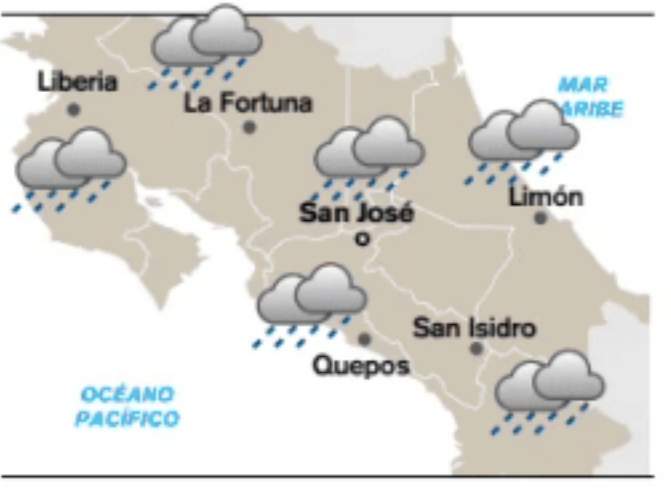 Liberia
La Fortuna
MAR
ARIBE
Limón
San José
San Isidro
Quepos
OCÉANO
PACÍFICO